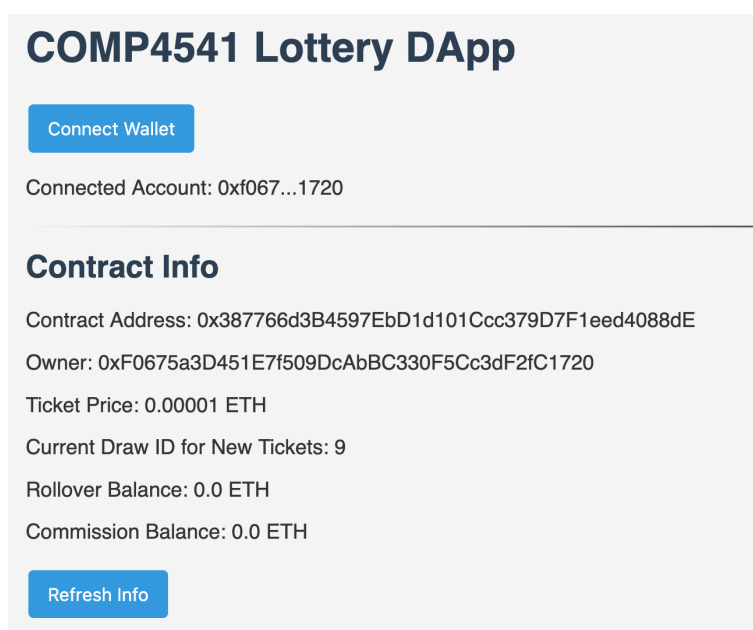 COMP4541 Lottery DApp
Connect Wallet
Connected Account: 0xf067...1720
Contract Info
Contract Address: 0x387766d3B4597EbD1d101Ccc379D7F1eed4088dE
Owner: 0xF0675a3D451E7f509DcAbBC330F5Cc3dF2fC1720
Ticket Price: 0.00001 ETH
Current Draw ID for New Tickets: 9
Rollover Balance: 0.0 ETH
Commission Balance: 0.0 ETH
Refresh Info